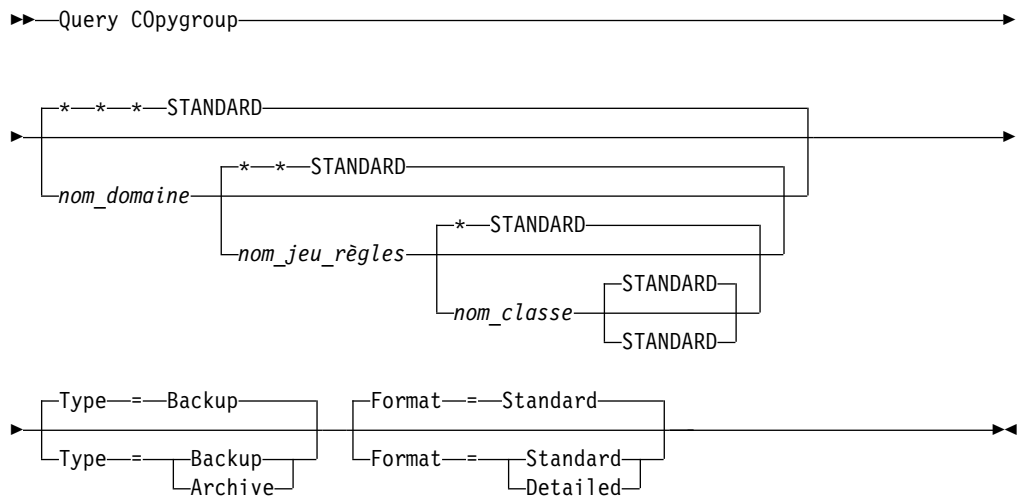 Query COpygroup
* * * STANDARD
nom_domaine
* * STANDARD
nom_jeu_règles
* STANDARD
nom_classe
STANDARD
STANDARD
Type = Backup
Type = Backup
Archive
Format = Standard
Format = Standard
Detailed